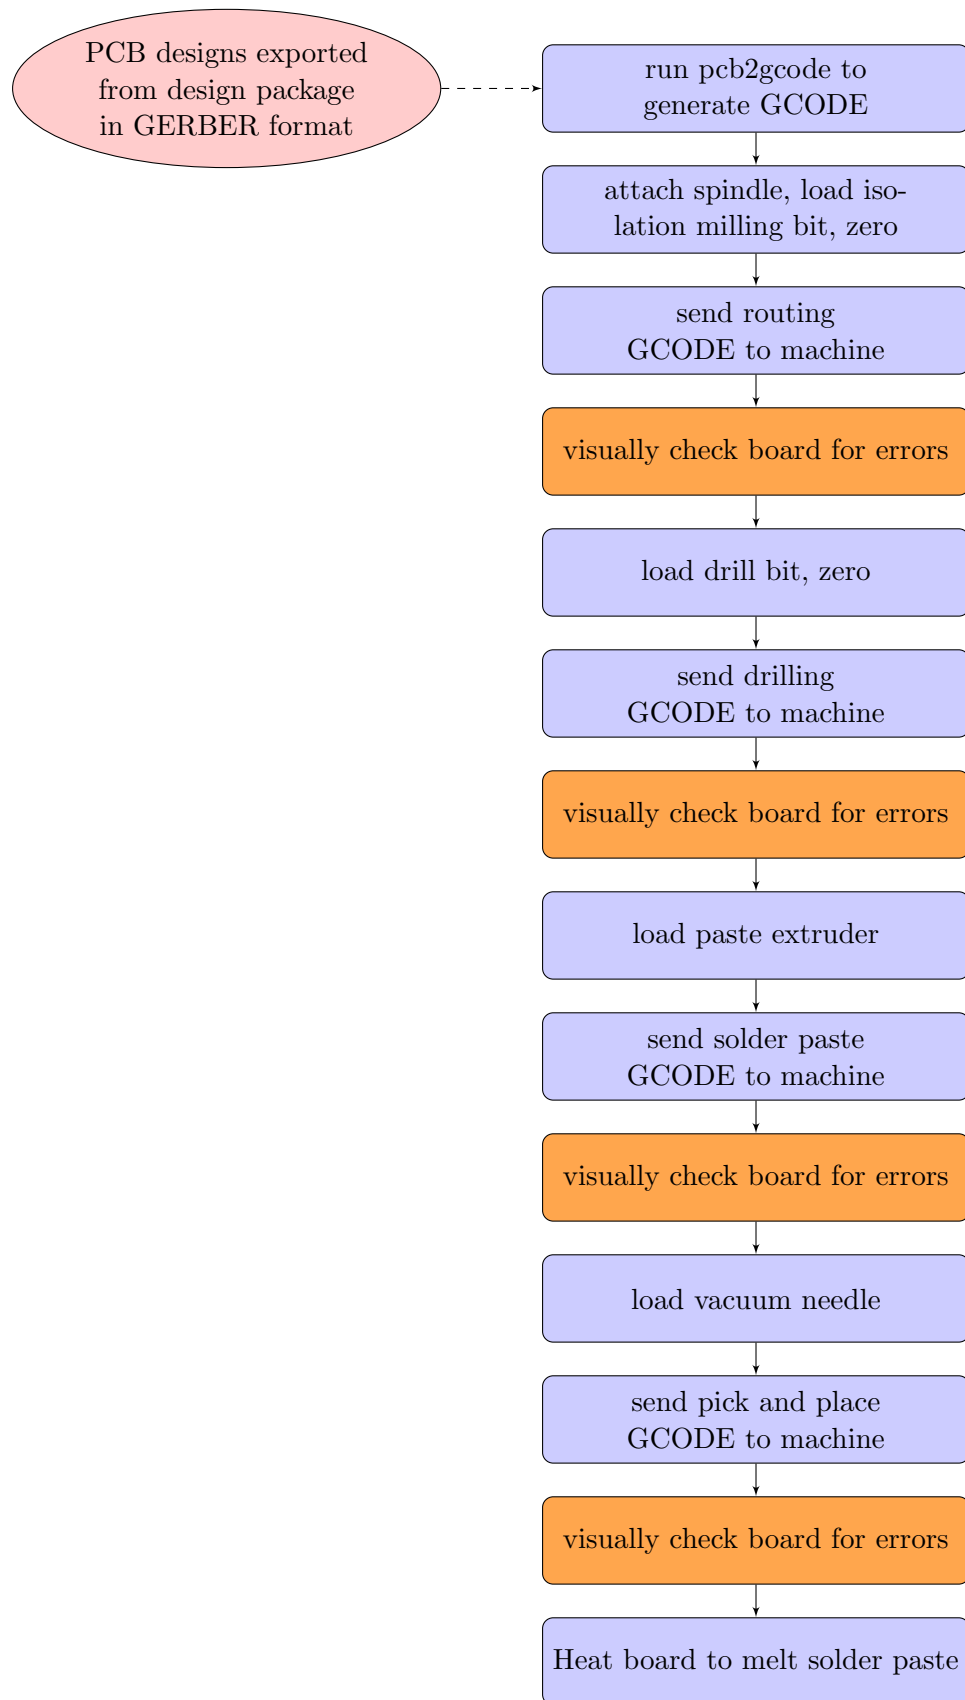 PCB designs exported
from design package
in GERBER format
run pcb2gcode to
generate GCODE
attach spindle, load iso-
lation milling bit, zero
send routing
GCODE to machine
visually check board for errors
load drill bit, zero
send drilling
GCODE to machine
visually check board for errors
load paste extruder
send solder paste
GCODE to machine
visually check board for errors
load vacuum needle
send pick and place
GCODE to machine
visually check board for errors
Heat board to melt solder paste